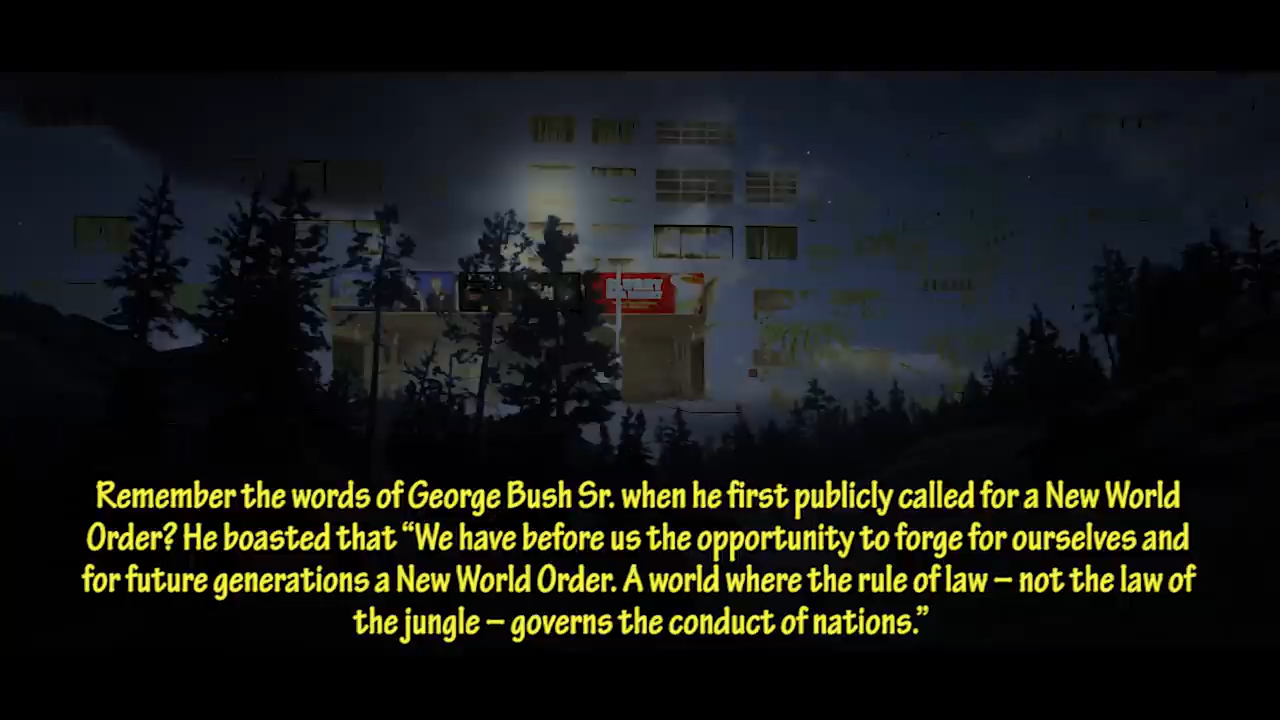 Remember the words of George Bush Sr. when he first publicly called for a New World
Order? He boasted that “We have before us the opportunity to forge for ourselves and
for future generations a New World Order. A world where the rule of law – not the law of
the jungle – governs the conduct of nations.”